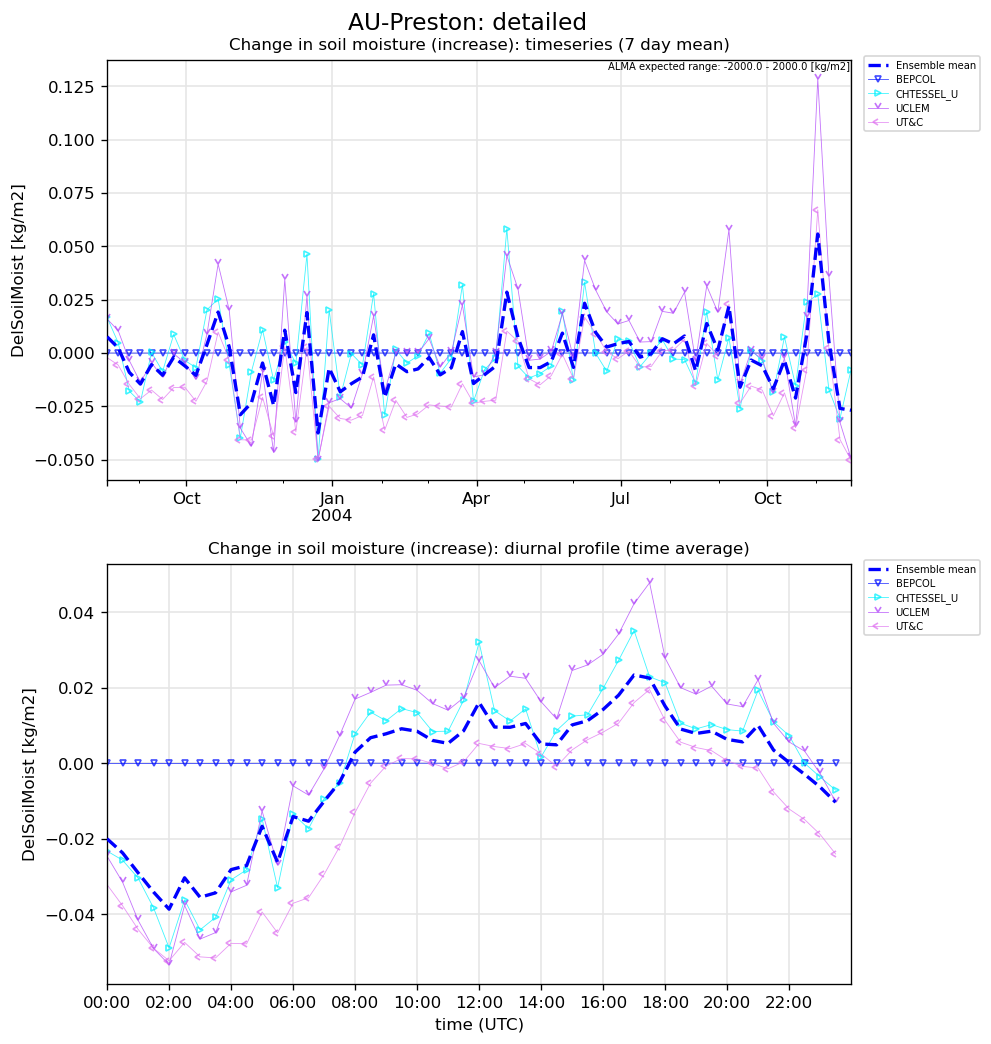 AU-Preston: detailed
Change in soil moisture (increase): timeseries (7 day mean)
ALMA expected range: -2000.0 - 2000.0 [kg/m2]
Ensemble mean
BEPCOL
CHTESSEL_U
UCLEM
UT&C
DelSoilMoist [kg/m2]
0.125
0.100
0.075
0.050
0.025
0.000
−0.025
−0.050
Oct
Jan
2004
Apr
Jul
Oct
Change in soil moisture (increase): diurnal profile (time average)
Ensemble mean
BEPCOL
CHTESSEL_U
UCLEM
UT&C
DelSoilMoist [kg/m2]
0.04
0.02
0.00
−0.02
−0.04
00:00 02:00 04:00 06:00 08:00 10:00 12:00 14:00 16:00 18:00 20:00 22:00
time (UTC)